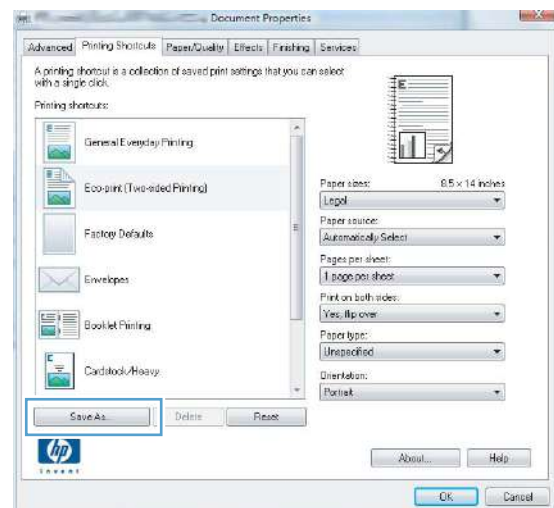 Document Properties
Advanced
Printing Shortcuts
Paper/Quality
Effects
Finishing
Services
A printing shortcut is a collection of saved print settings that you can select
with a single click.
Printing shortcuts:
General Everyday Printing
Eco-print (Two-sided Printing)
Factory Defaults
Envelopes
Booklet Printing
Cardstock/Heavy
E
Paper sizes: 8.5 × 14 inches
Legal
Paper source:
Automatically Select
Pages per sheet:
1 page per sheet
Print on both sides:
Yes, flip over
Paper type:
Unspecified
Orientation:
Portrait
Save As...
Delete
Reset
hp
invent
About...
Help
OK
Cancel